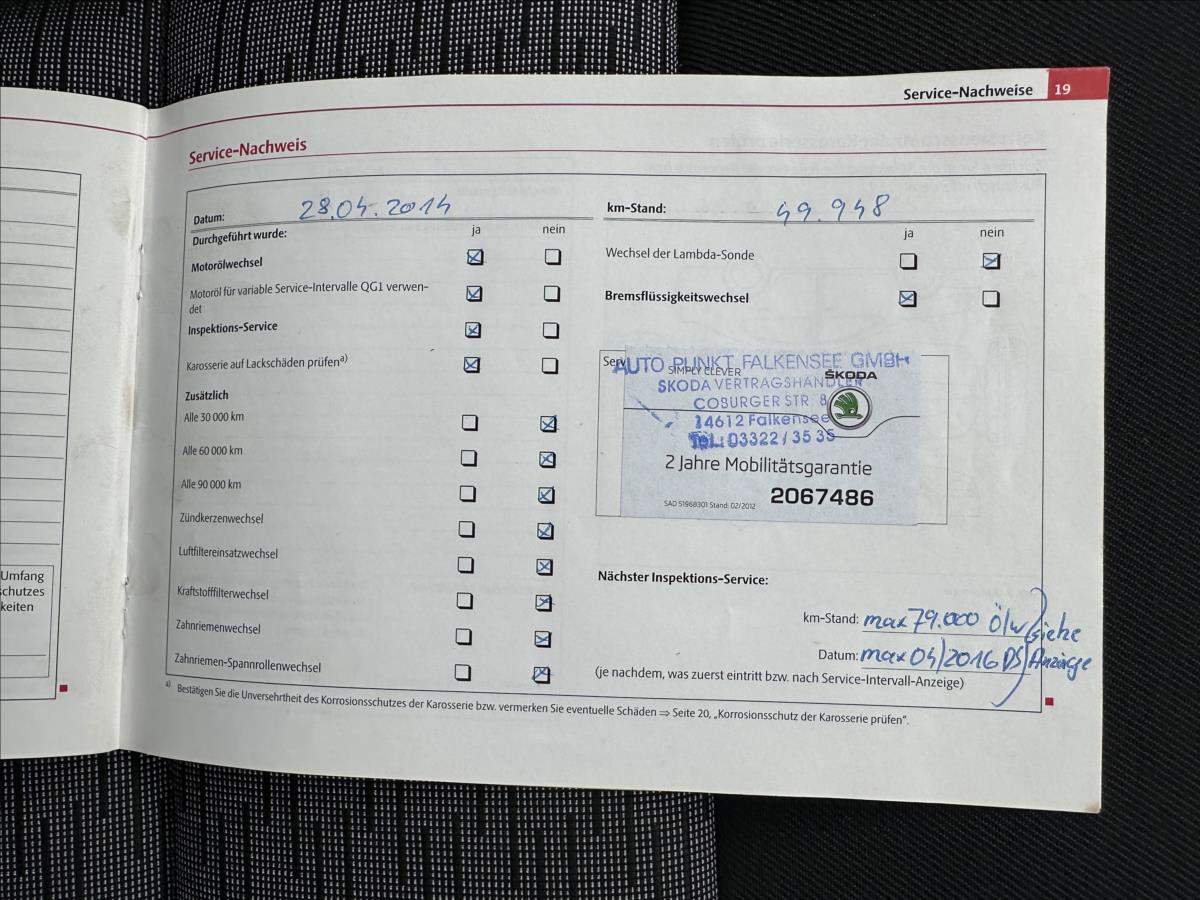 Service-Nachweise 19
Service-Nachweis
Datum: 28.04.2014
km-Stand: 49.948
Durchgeführt wurde:
ja nein
ja nein
Motorölwechsel
Motoröl für variable Service-Intervalle QG1 verwen-
det
Inspektions-Service
Karosserie auf Lackschäden prüfen a)
Zusätzlich
Alle 30 000 km
Alle 60 000 km
Alle 90 000 km
Zündkerzenwechsel
Luftfiltereinsatzwechsel
Kraftstofffilterwechsel
Zahnriemenwechsel
Zahnriemen-Spannrollenwechsel
Wechsel der Lambda-Sonde
Bremsflüssigkeitswechsel
AUTO PUNKT FALKENSEE GMBH
SIMPLY CLEVER
ŠKODA
SKODA VERTRAGSHÄNDLER
COBURGER STR 8
14612 Falkensee
Tel.: 03322 / 35 35
2 Jahre Mobilitätsgarantie
SAD 51968301 Stand: 02/2012
2067486
Nächster Inspektions-Service:
km-Stand: max 79.000 Ölw siehe
Datum: max 04/2016 DS Anzeige
(je nachdem, was zuerst eintritt bzw. nach Service-Intervall-Anzeige)
a) Bestätigen Sie die Unversehrtheit des Korrosionsschutzes der Karosserie bzw. vermerken Sie eventuelle Schäden ⇒ Seite 20, „Korrosionsschutz der Karosserie prüfen“.
Umfang
schutzes
keiten